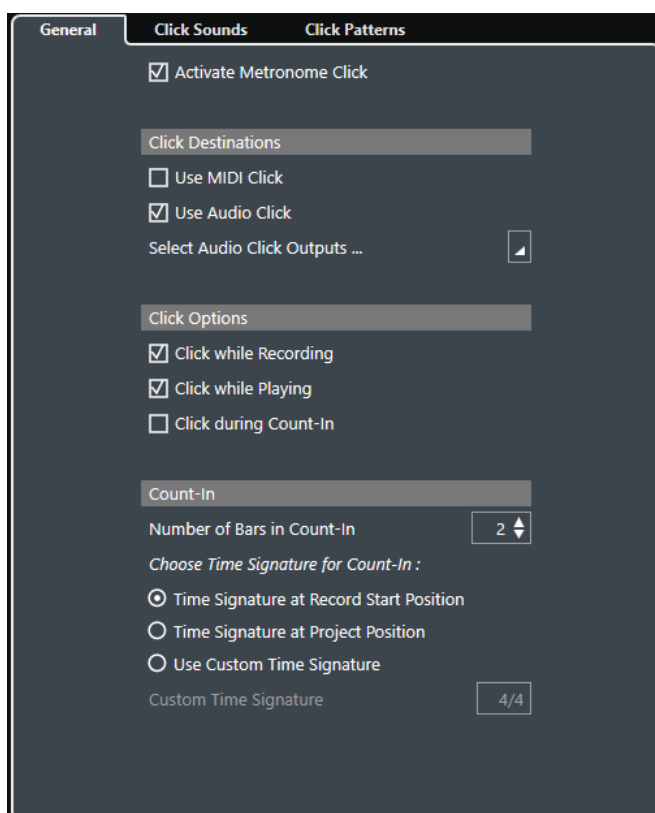 General Click Sounds Click Patterns
Activate Metronome Click
Click Destinations
Use MIDI Click
Use Audio Click
Select Audio Click Outputs ...
Click Options
Click while Recording
Click while Playing
Click during Count-In
Count-In
Number of Bars in Count-In 2
Choose Time Signature for Count-In :
Time Signature at Record Start Position
Time Signature at Project Position
Use Custom Time Signature
Custom Time Signature 4/4